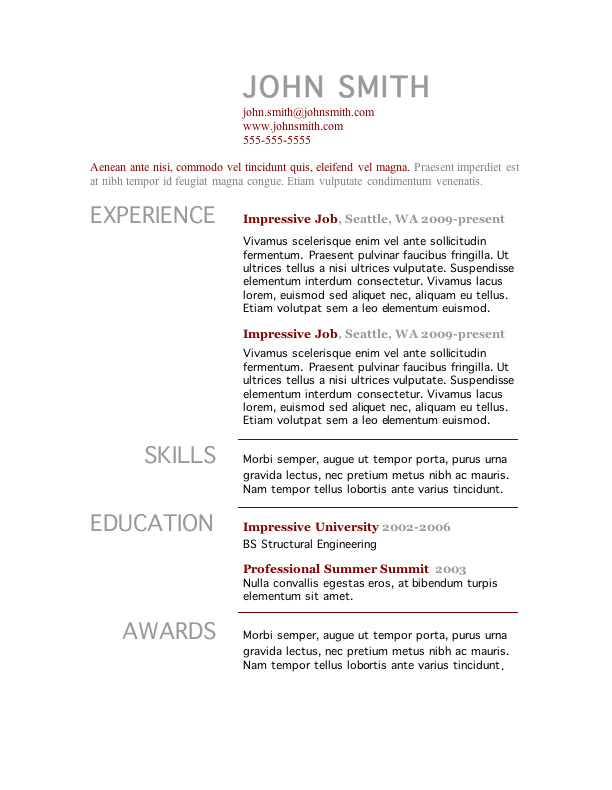 JOHN SMITH
john.smith@johnsmith.com
www.johnsmith.com
555-555-5555
Aenean ante nisi, commodo vel tincidunt quis, eleifend vel magna. Praesent imperdiet est
at nibh tempor id feugiat magna congue. Etiam vulputate condimentum venenatis.
EXPERIENCE
Impressive Job, Seattle, WA 2009-present
Vivamus scelerisque enim vel ante sollicitudin
fermentum. Praesent pulvinar faucibus fringilla. Ut
ultrices tellus a nisi ultrices vulputate. Suspendisse
elementum interdum consectetur. Vivamus lacus
lorem, euismod sed aliquet nec, aliquam eu tellus.
Etiam volutpat sem a leo elementum euismod.
Impressive Job, Seattle, WA 2009-present
Vivamus scelerisque enim vel ante sollicitudin
fermentum. Praesent pulvinar faucibus fringilla. Ut
ultrices tellus a nisi ultrices vulputate. Suspendisse
elementum interdum consectetur. Vivamus lacus
lorem, euismod sed aliquet nec, aliquam eu tellus.
Etiam volutpat sem a leo elementum euismod.
SKILLS
Morbi semper, augue ut tempor porta, purus urna
gravida lectus, nec pretium metus nibh ac mauris.
Nam tempor tellus lobortis ante varius tincidunt.
EDUCATION
Impressive University 2002-2006
BS Structural Engineering
Professional Summer Summit 2003
Nulla convallis egestas eros, at bibendum turpis
elementum sit amet.
AWARDS
Morbi semper, augue ut tempor porta, purus urna
gravida lectus, nec pretium metus nibh ac mauris.
Nam tempor tellus lobortis ante varius tincidunt.